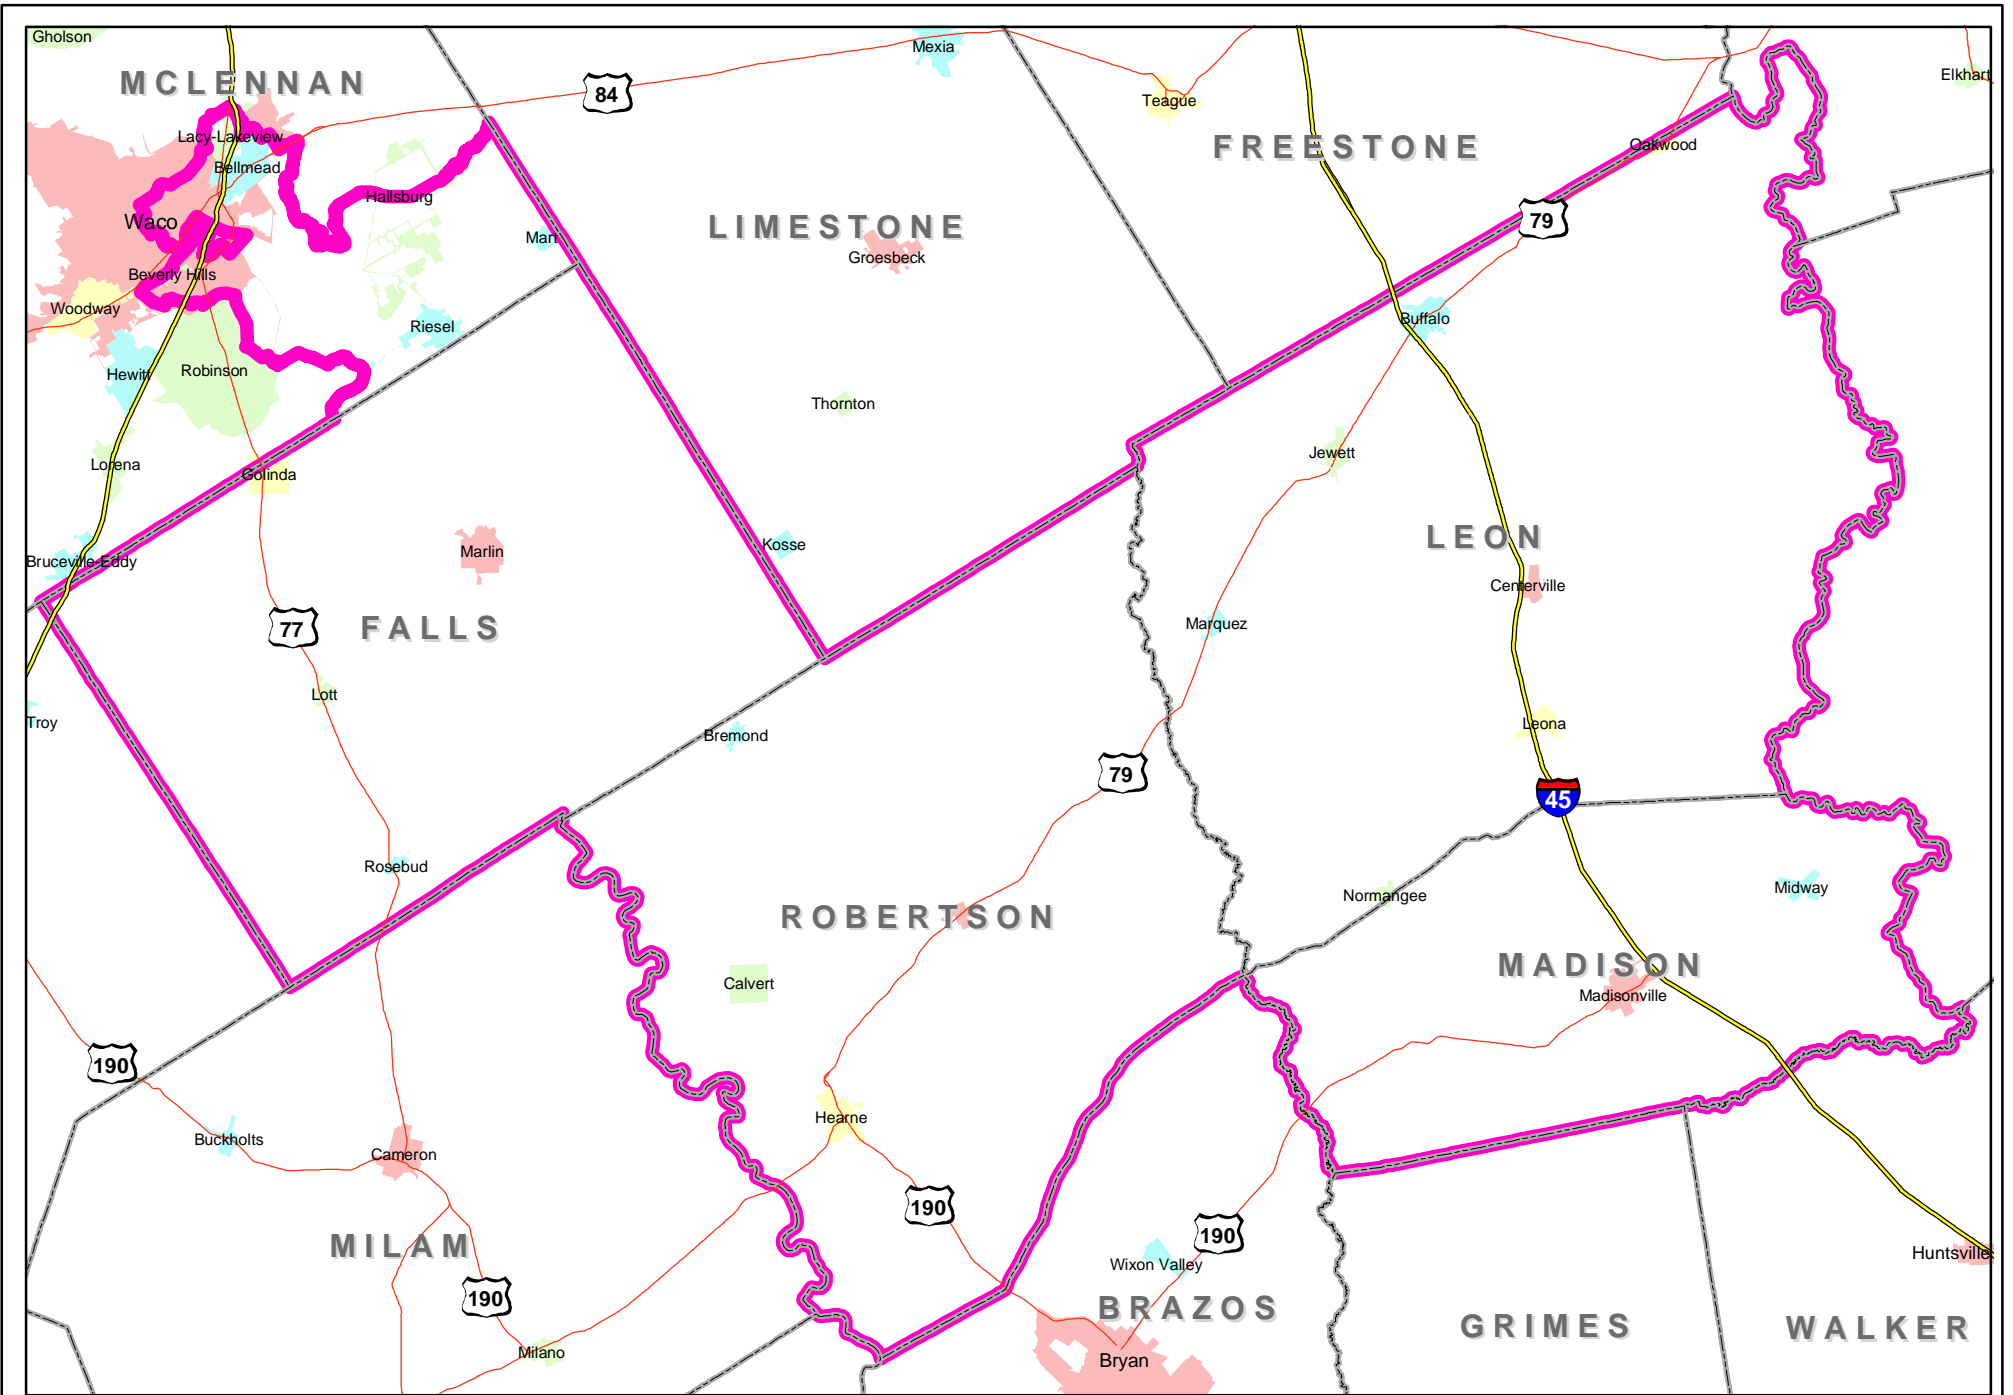 Gholson
Mexia
Elkhart
MCLENNAN
84
Teague
Lacy-Lakeview
FREESTONE
Oakwood
Bellmead
Hallsburg
Waco
LIMESTONE
79
Mart
Groesbeck
Beverly Hills
Woodway
Riesel
Buffalo
Hewitt
Robinson
Thornton
Jewett
Lorena
Golinda
LEON
Kosse
Marlin
Bruceville-Eddy
Centerville
77
FALLS
Marquez
Lott
Troy
Leona
Bremond
79
45
Rosebud
Midway
Normangee
ROBERTSON
MADISON
Calvert
Madisonville
190
Hearne
Buckholts
Cameron
190
190
MILAM
Huntsville
Wixon Valley
190
BRAZOS
GRIMES
WALKER
Milano
Bryan